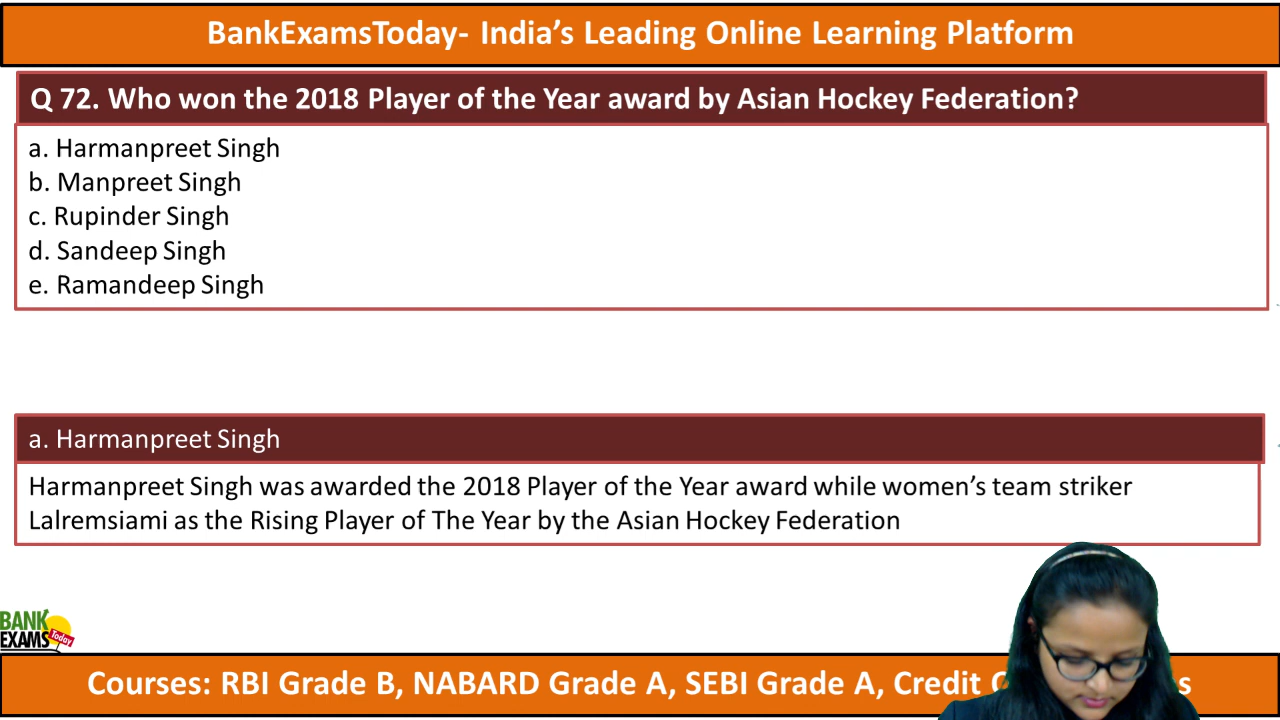 BankExamsToday- India's Leading Online Learning Platform
Q 72. Who won the 2018 Player of the Year award by Asian Hockey Federation?
a. Harmanpreet Singh
b. Manpreet Singh
c. Rupinder Singh
d. Sandeep Singh
e. Ramandeep Singh
a. Harmanpreet Singh
Harmanpreet Singh was awarded the 2018 Player of the Year award while women's team striker
Lalremsiami as the Rising Player of The Year by the Asian Hockey Federation
BANK
EXAMS Today
Courses: RBI Grade B, NABARD Grade A, SEBI Grade A, Credit